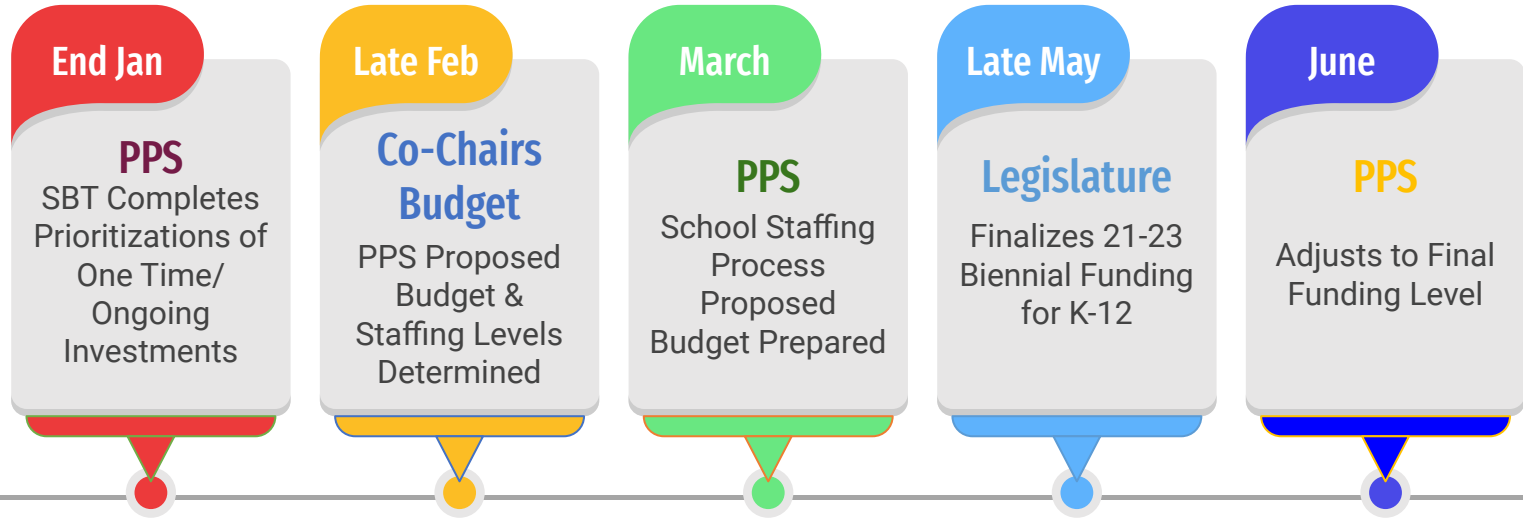 End Jan
PPS
SBT Completes
Prioritizations of
One Time/
Ongoing
Investments
Late Feb
Co-Chairs
Budget
PPS Proposed
Budget &
Staffing Levels
Determined
March
PPS
School Staffing
Process
Proposed
Budget Prepared
Late May
Legislature
Finalizes 21-23
Biennial Funding
for K-12
June
PPS
Adjusts to Final
Funding Level